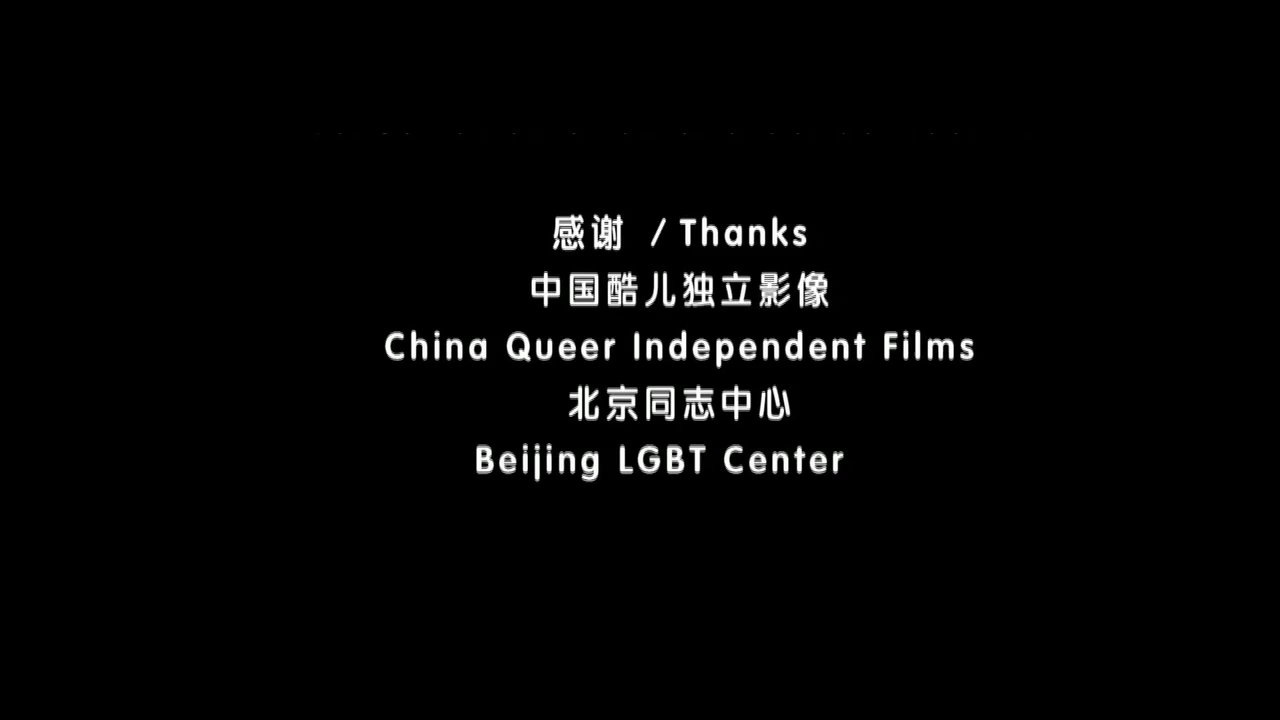 感谢 / Thanks
中国酷儿独立影像
China Queer Independent Films
北京同志中心
Beijing LGBT Center